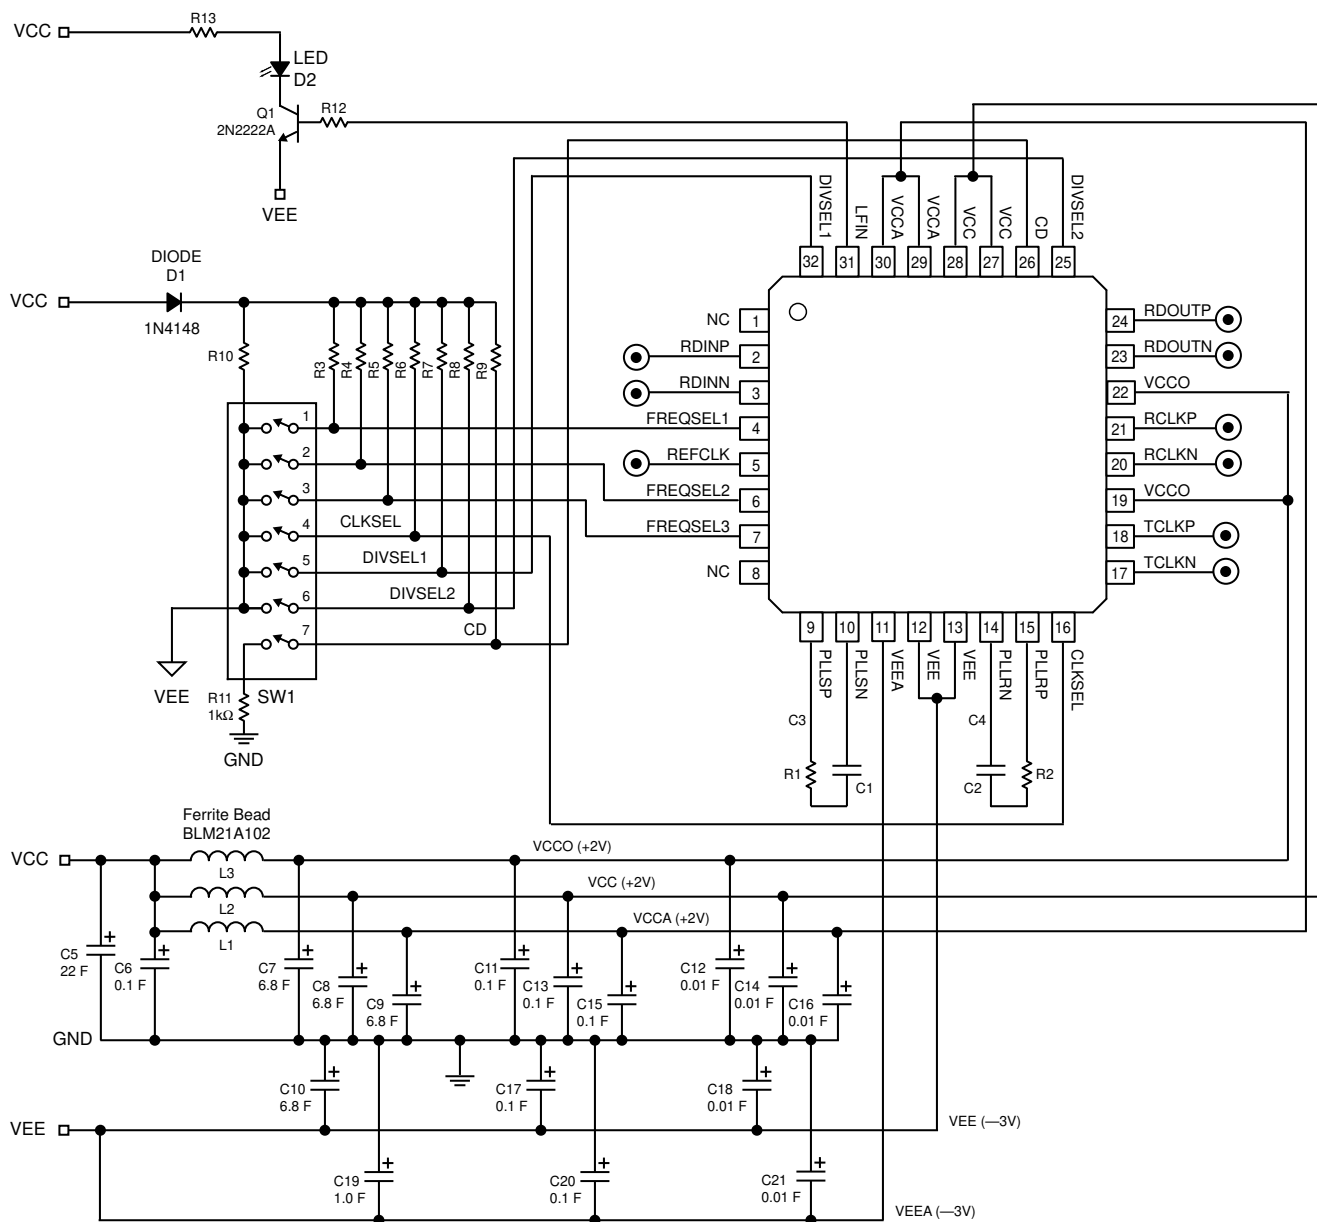 R13
VCC
LED
D2
Q1
2N2222A
R12
VEE
DIODE
D1
VCC
1N4148
R10
R3
R4
R5
R6
R7
R8
R9
1
2
3
4
5
6
7
CLKSEL
DIVSEL1
DIVSEL2
CD
VEE
R11
1kΩ
SW1
GND
DIVSEL1
LFIN
VCCA
VCCA
VCC
VCC
CD
DIVSEL2
32
31
30
29
28
27
26
25
NC
1
RDINP
2
RDINN
3
FREQSEL1
4
REFCLK
5
FREQSEL2
6
FREQSEL3
7
NC
8
24
RDOUTP
23
RDOUTN
22
VCCO
21
RCLKP
20
RCLKN
19
VCCO
18
TCLKP
17
TCLKN
9
10
11
12
13
14
15
16
PLLSP
PLLSN
VEEA
VEE
VEE
PLLRN
PLLRP
CLKSEL
C3
C4
R1
C1
C2
R2
Ferrite Bead
BLM21A102
VCC
L3
L2
L1
VCCO (+2V)
VCC (+2V)
VCCA (+2V)
C5
22 F
C6
0.1 F
C7
6.8 F
C8
6.8 F
C9
6.8 F
C11
0.1 F
C13
0.1 F
C15
0.1 F
C12
0.01 F
C14
0.01 F
C16
0.01 F
GND
C10
6.8 F
C17
0.1 F
C18
0.01 F
VEE
VEE (—3V)
C19
1.0 F
C20
0.1 F
C21
0.01 F
VEEA (—3V)